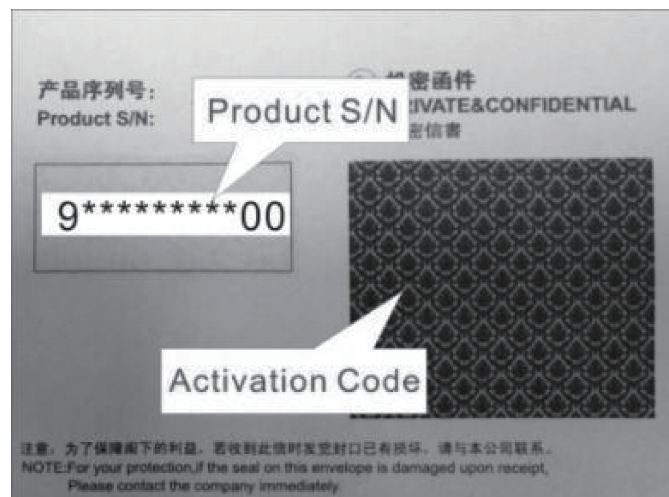 产品序列号：
Product S/N:
Product S/N
密函件
RIVATE&CONFIDENTIAL
密信書
9*********00
Activation Code
注意：为了保障阁下的利益，若收到此信时发觉封口已有损坏，请与本公司联系。
NOTE:For your protection,if the seal on this envelope is damaged upon receipt,
Please contact the company immediately.